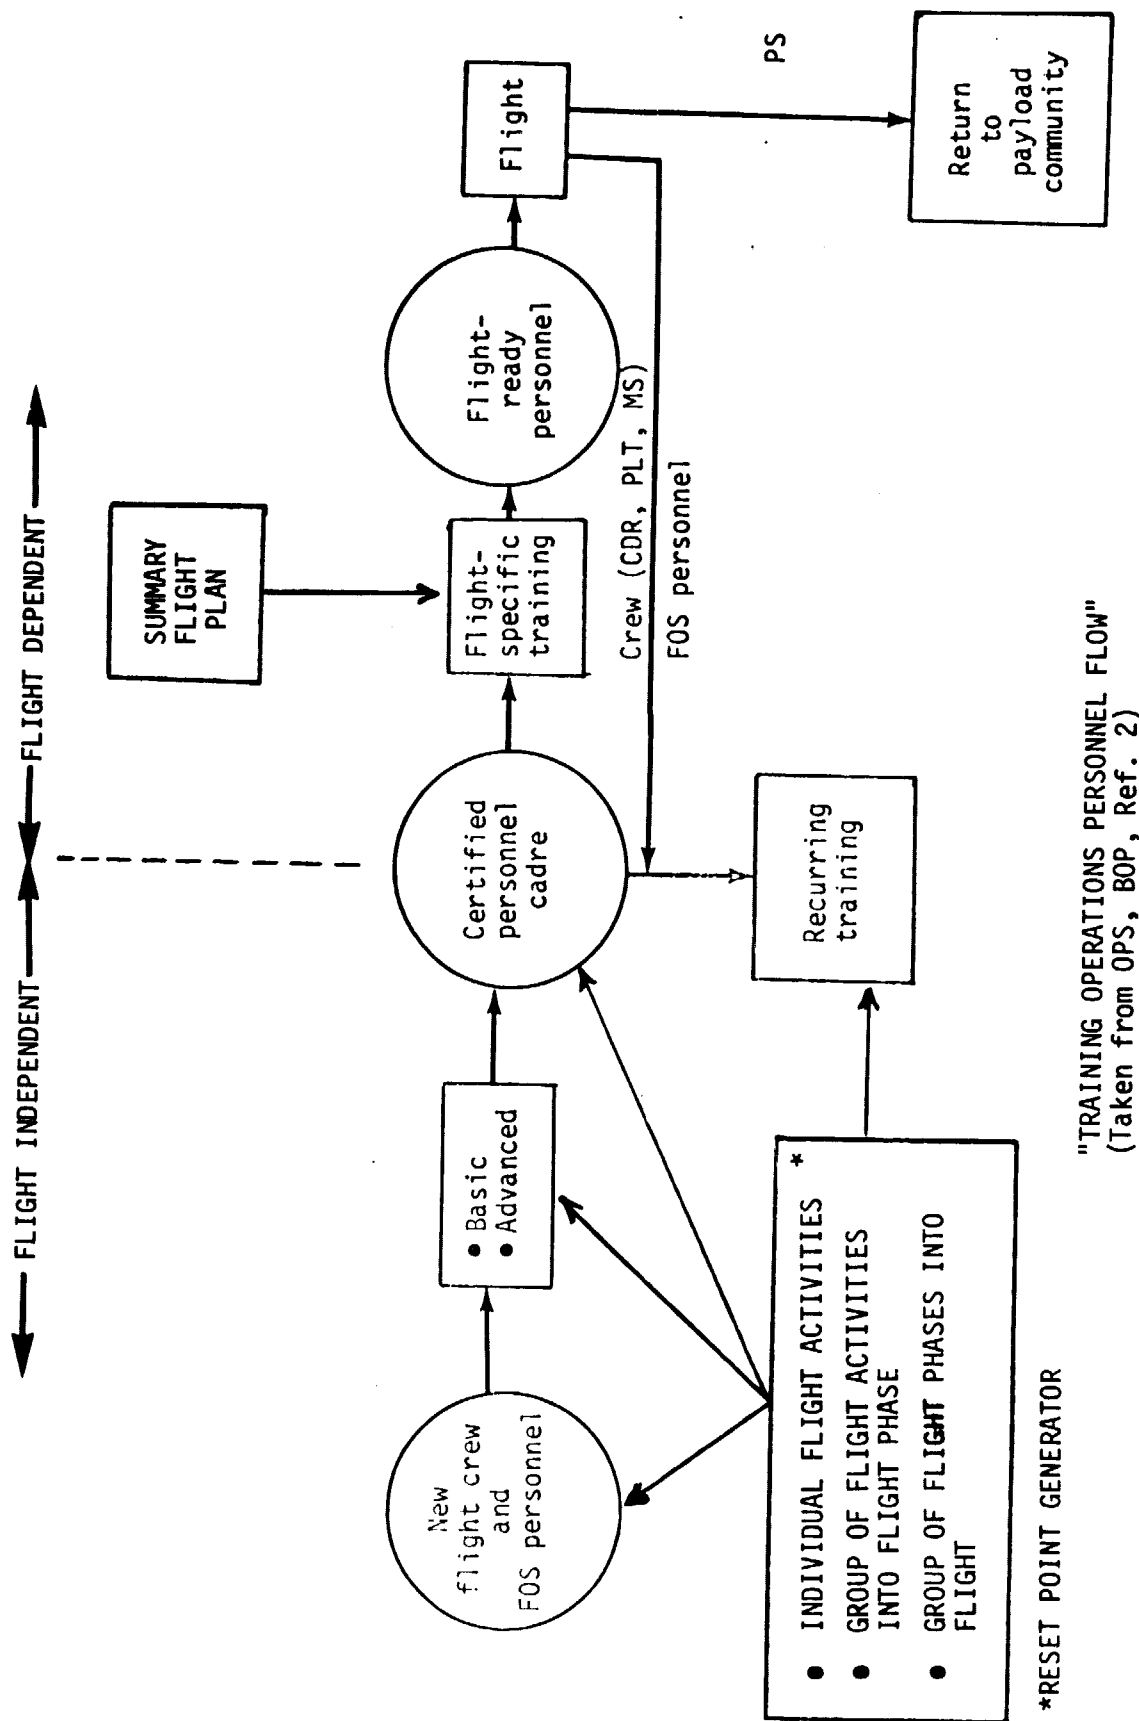 FLIGHT INDEPENDENT
FLIGHT DEPENDENT
SUMMARY
FLIGHT
PLAN
New
flight crew
and
FOS personnel
● Basic
● Advanced
Certified
personnel
cadre
Flight-
specific
training
Flight-
ready
personnel
Flight
Crew (CDR, PLT, MS)
FOS personnel
PS
Recurring
training
Return
to
payload
community
● INDIVIDUAL FLIGHT ACTIVITIES *
● GROUP OF FLIGHT ACTIVITIES
INTO FLIGHT PHASE
● GROUP OF FLIGHT PHASES INTO
FLIGHT
*RESET POINT GENERATOR
"TRAINING OPERATIONS PERSONNEL FLOW"
(Taken from OPS, BOP, Ref. 2)